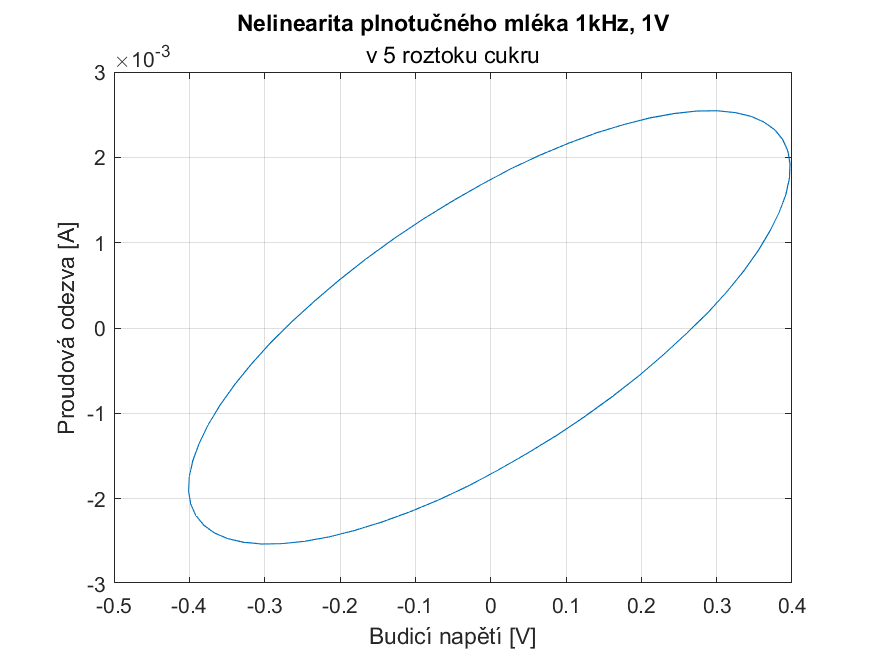 Nelinearita plnotučného mléka 1kHz, 1V
v 5 roztoku cukru
×10-3
3
2
1
0
-1
-2
-3
-0.5 -0.4 -0.3 -0.2 -0.1 0 0.1 0.2 0.3 0.4
Budicí napětí [V]
Proudová odezva [A]